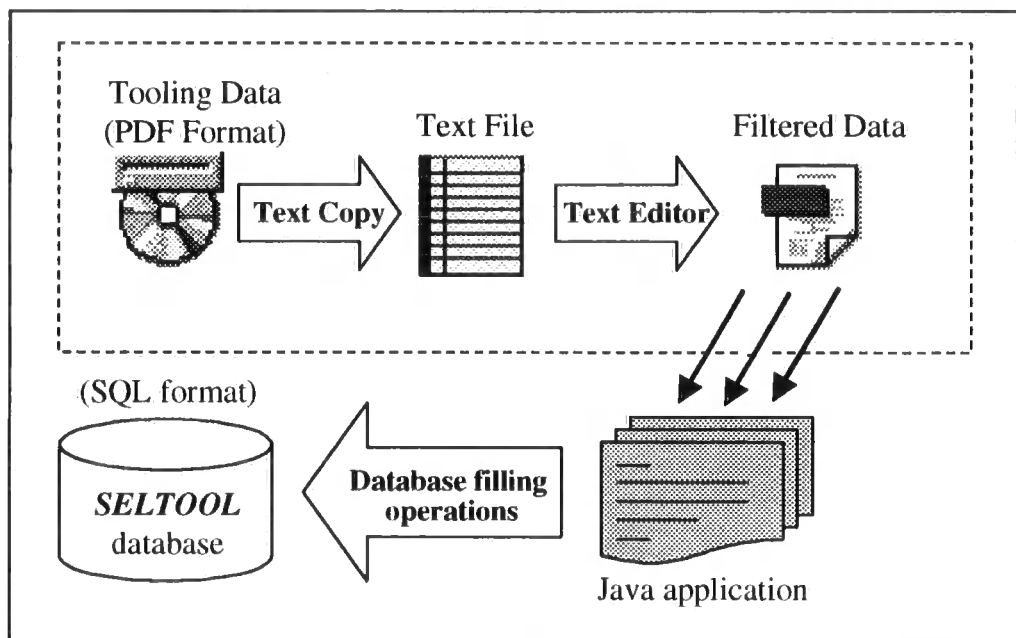 Tooling Data
(PDF Format)
Text File
Filtered Data
Text Copy
Text Editor
(SQL format)
SELTOOL
database
Database filling
operations
Java application